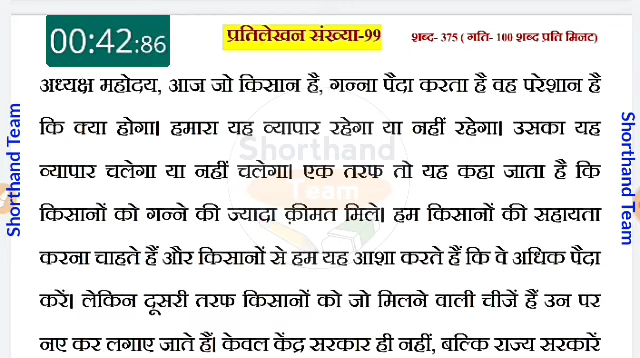 00:42:86
प्रतिलेखन संख्या-99
शब्द- 375 ( गति- 100 शब्द प्रति मिनट)
अध्यक्ष महोदय, आज जो किसान है, गन्ना पैदा करता है वह परेशान है
कि क्या होगा। हमारा यह व्यापार रहेगा या नहीं रहेगा। उसका यह
व्यापार चलेगा या नहीं चलेगा। एक तरफ तो यह कहा जाता है कि
किसानों को गन्ने की ज्यादा क़ीमत मिले। हम किसानों की सहायता
करना चाहते हैं और किसानों से हम यह आशा करते हैं कि वे अधिक पैदा
करें। लेकिन दूसरी तरफ किसानों को जो मिलने वाली चीजें हैं उन पर
नए कर लगाए जाते हैं। केवल केंद्र सरकार ही नहीं, बल्कि राज्य सरकारें
Shorthand Team
Shorthand Team
Shorthand
Team